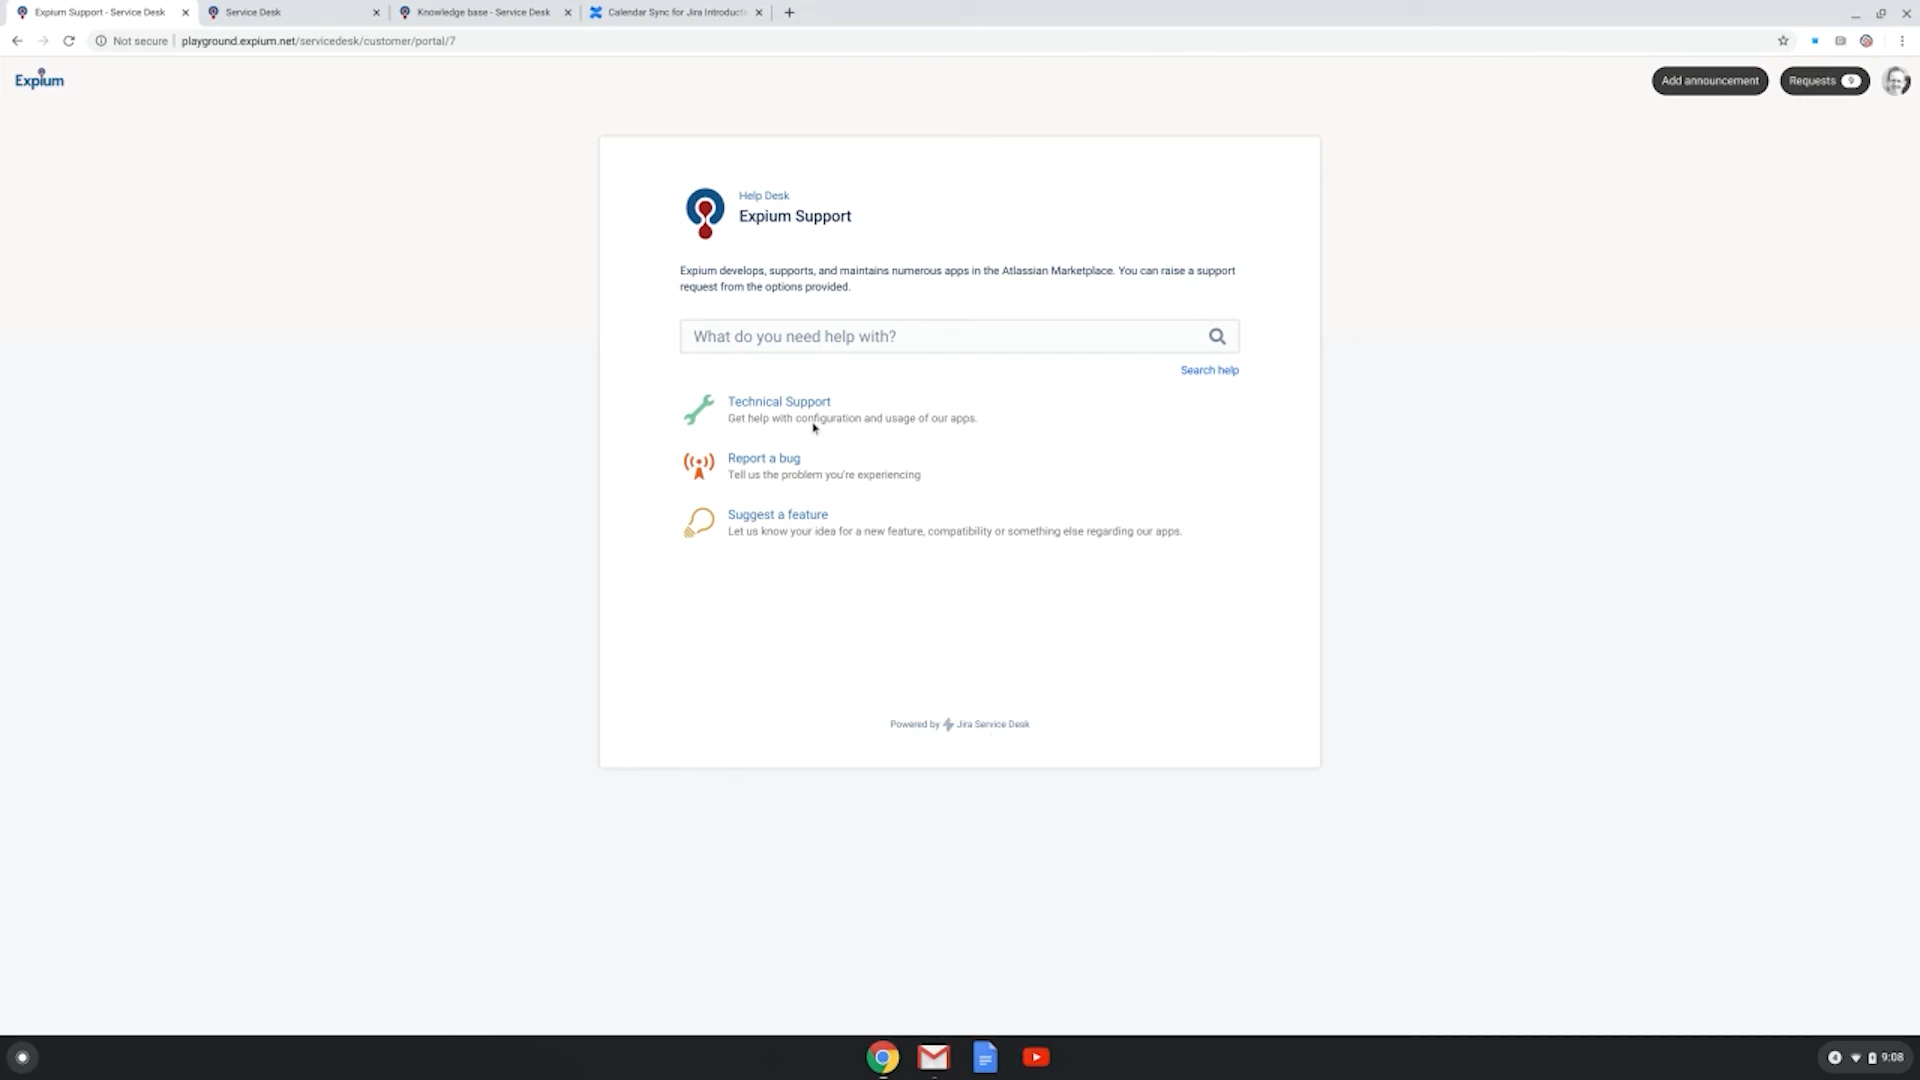 Expium Support - Service Desk
Service Desk
Knowledge base - Service Desk
Calendar Sync for Jira Introducti
Not secure
playground.expium.net/servicedesk/customer/portal/7
Expium
Add announcement
Requests 9
Help Desk
Expium Support
Expium develops, supports, and maintains numerous apps in the Atlassian Marketplace. You can raise a support
request from the options provided.
What do you need help with?
Search help
Technical Support
Get help with configuration and usage of our apps.
Report a bug
Tell us the problem you're experiencing
Suggest a feature
Let us know your idea for a new feature, compatibility or something else regarding our apps.
Powered by Jira Service Desk
4 9:08